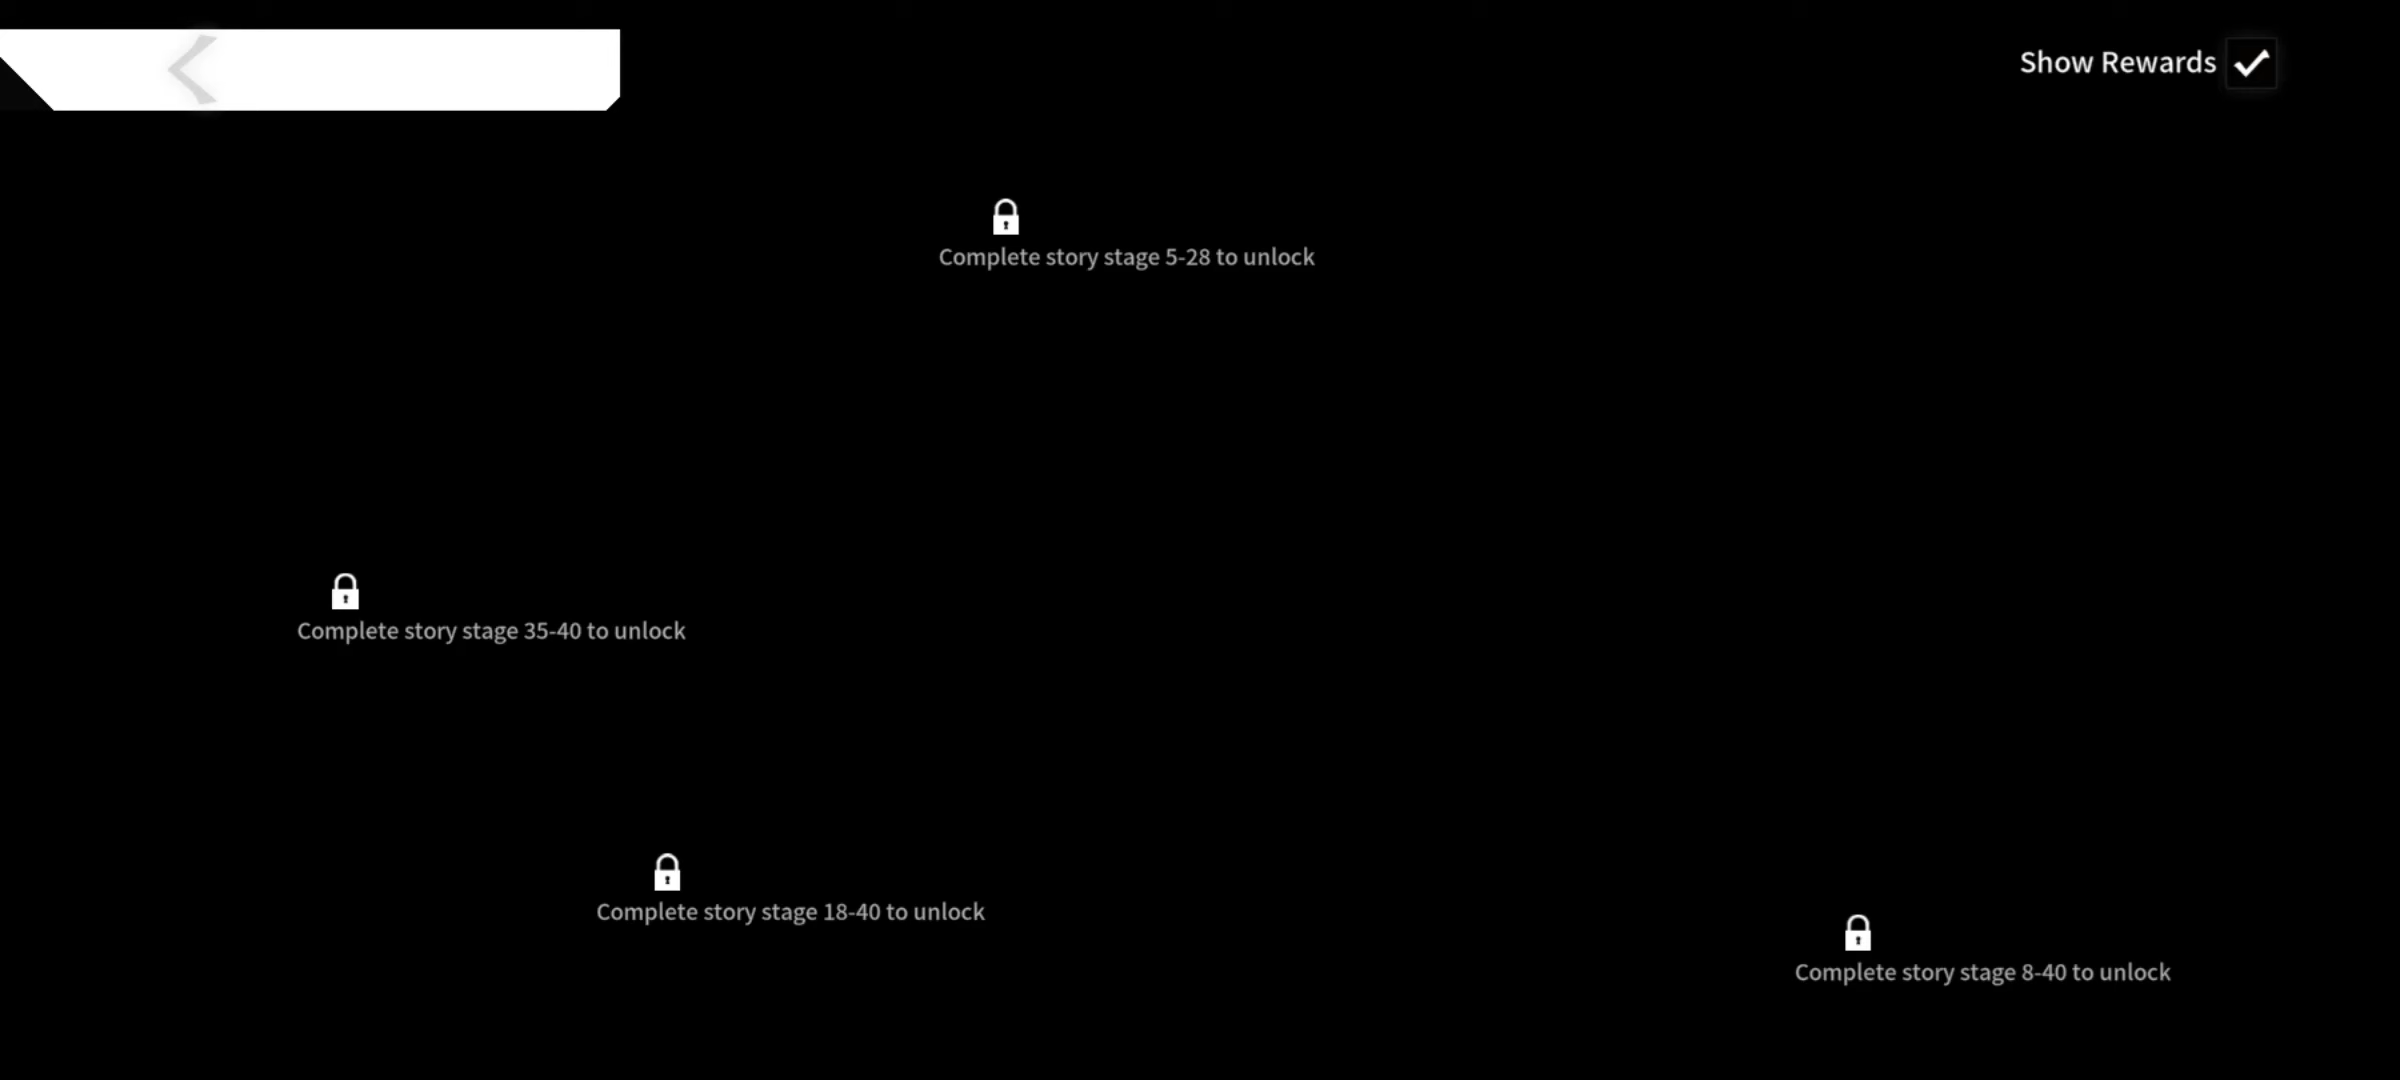 Show Rewards
Complete story stage 5-28 to unlock
Complete story stage 35-40 to unlock
Complete story stage 18-40 to unlock
Complete story stage 8-40 to unlock